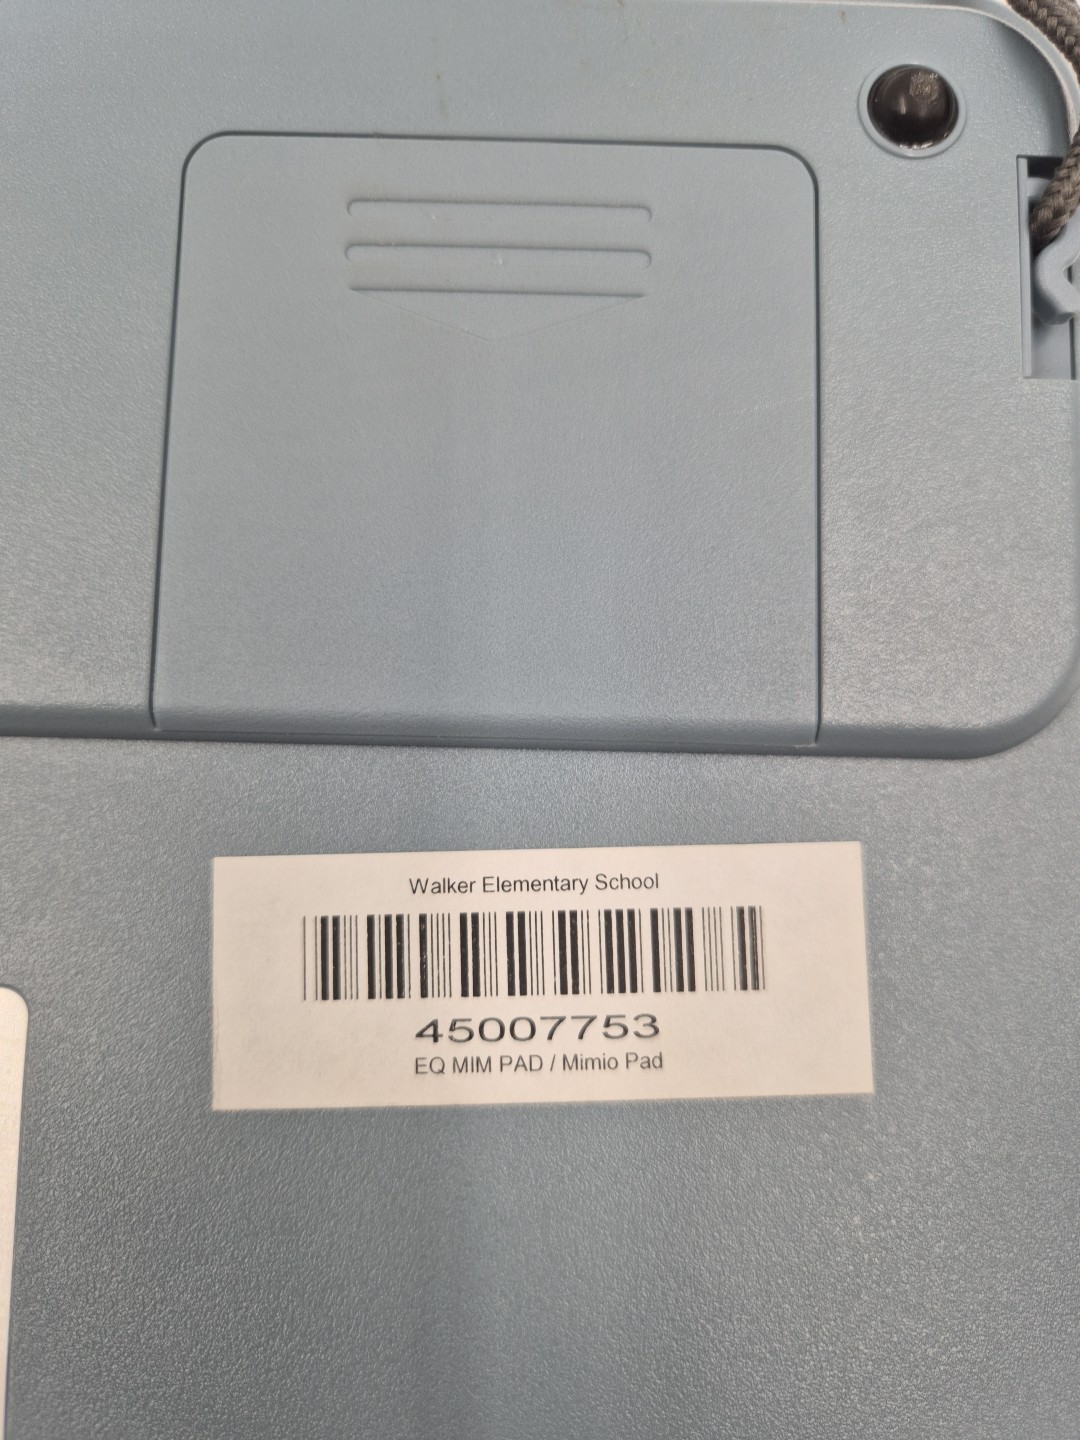 Walker Elementary School
45007753
EQ MIM PAD / Mimio Pad